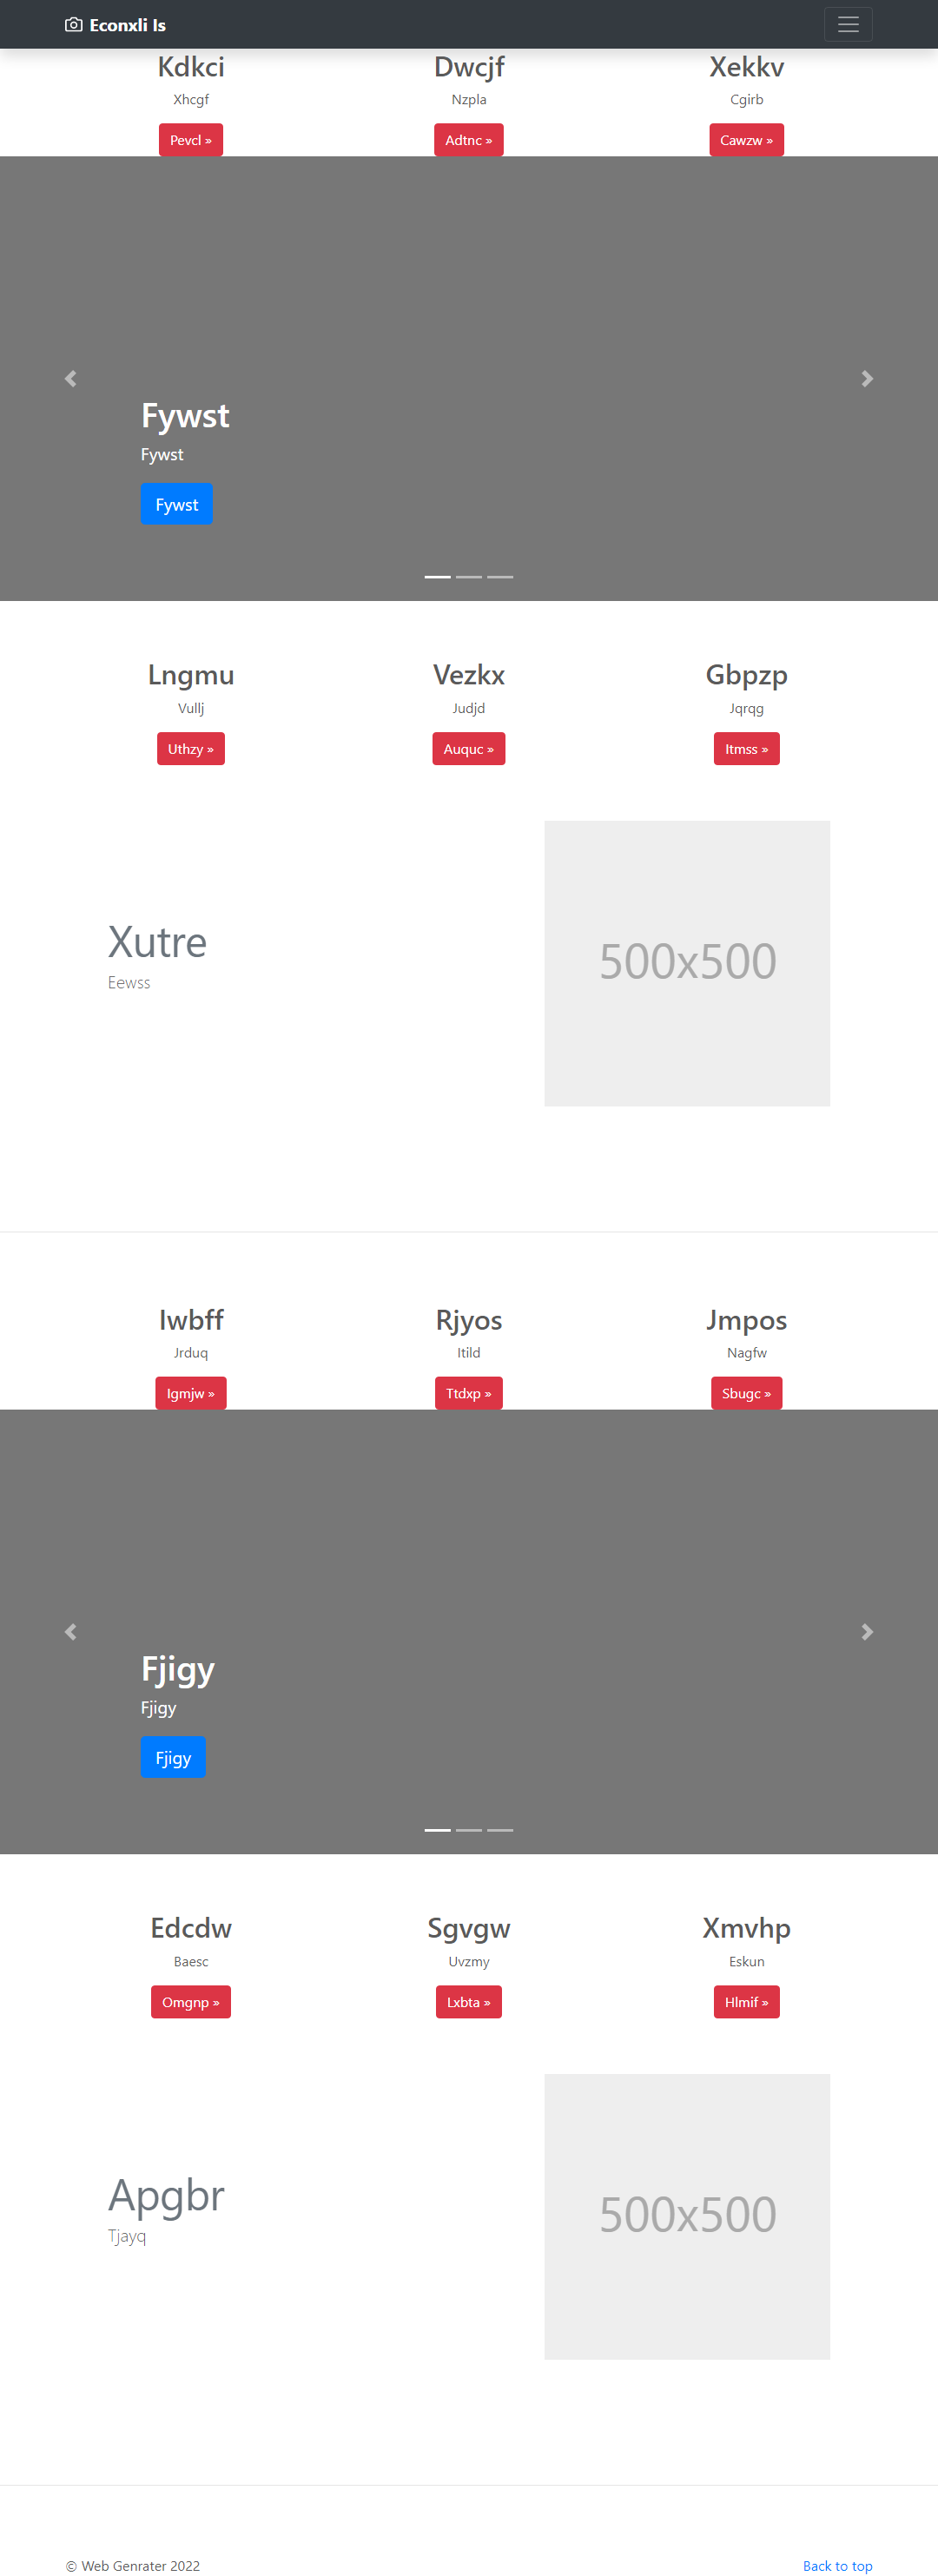 Econxli Is
Kdkci
Xhcgf
Pevcl »
Dwcjf
Nzpla
Adtnc »
Xekkv
Cgirb
Cawzw »
Fywst
Fywst
Fywst
Lngmu
Vullj
Uthzy »
Vezkx
Judjd
Auquc »
Gbpzp
Jqrqg
Itmss »
Xutre
Eewss
500x500
Iwbff
Jrduq
Igmjw »
Rjyos
Itild
Ttdxp »
Jmpos
Nagfw
Sbugc »
Fjigy
Fjigy
Fjigy
Edcdw
Baesc
Omgnp »
Sgvgw
Uvzmy
Lxbta »
Xmvhp
Eskun
Hlmif »
Apgbr
Tjayq
500x500
© Web Genrater 2022
Back to top